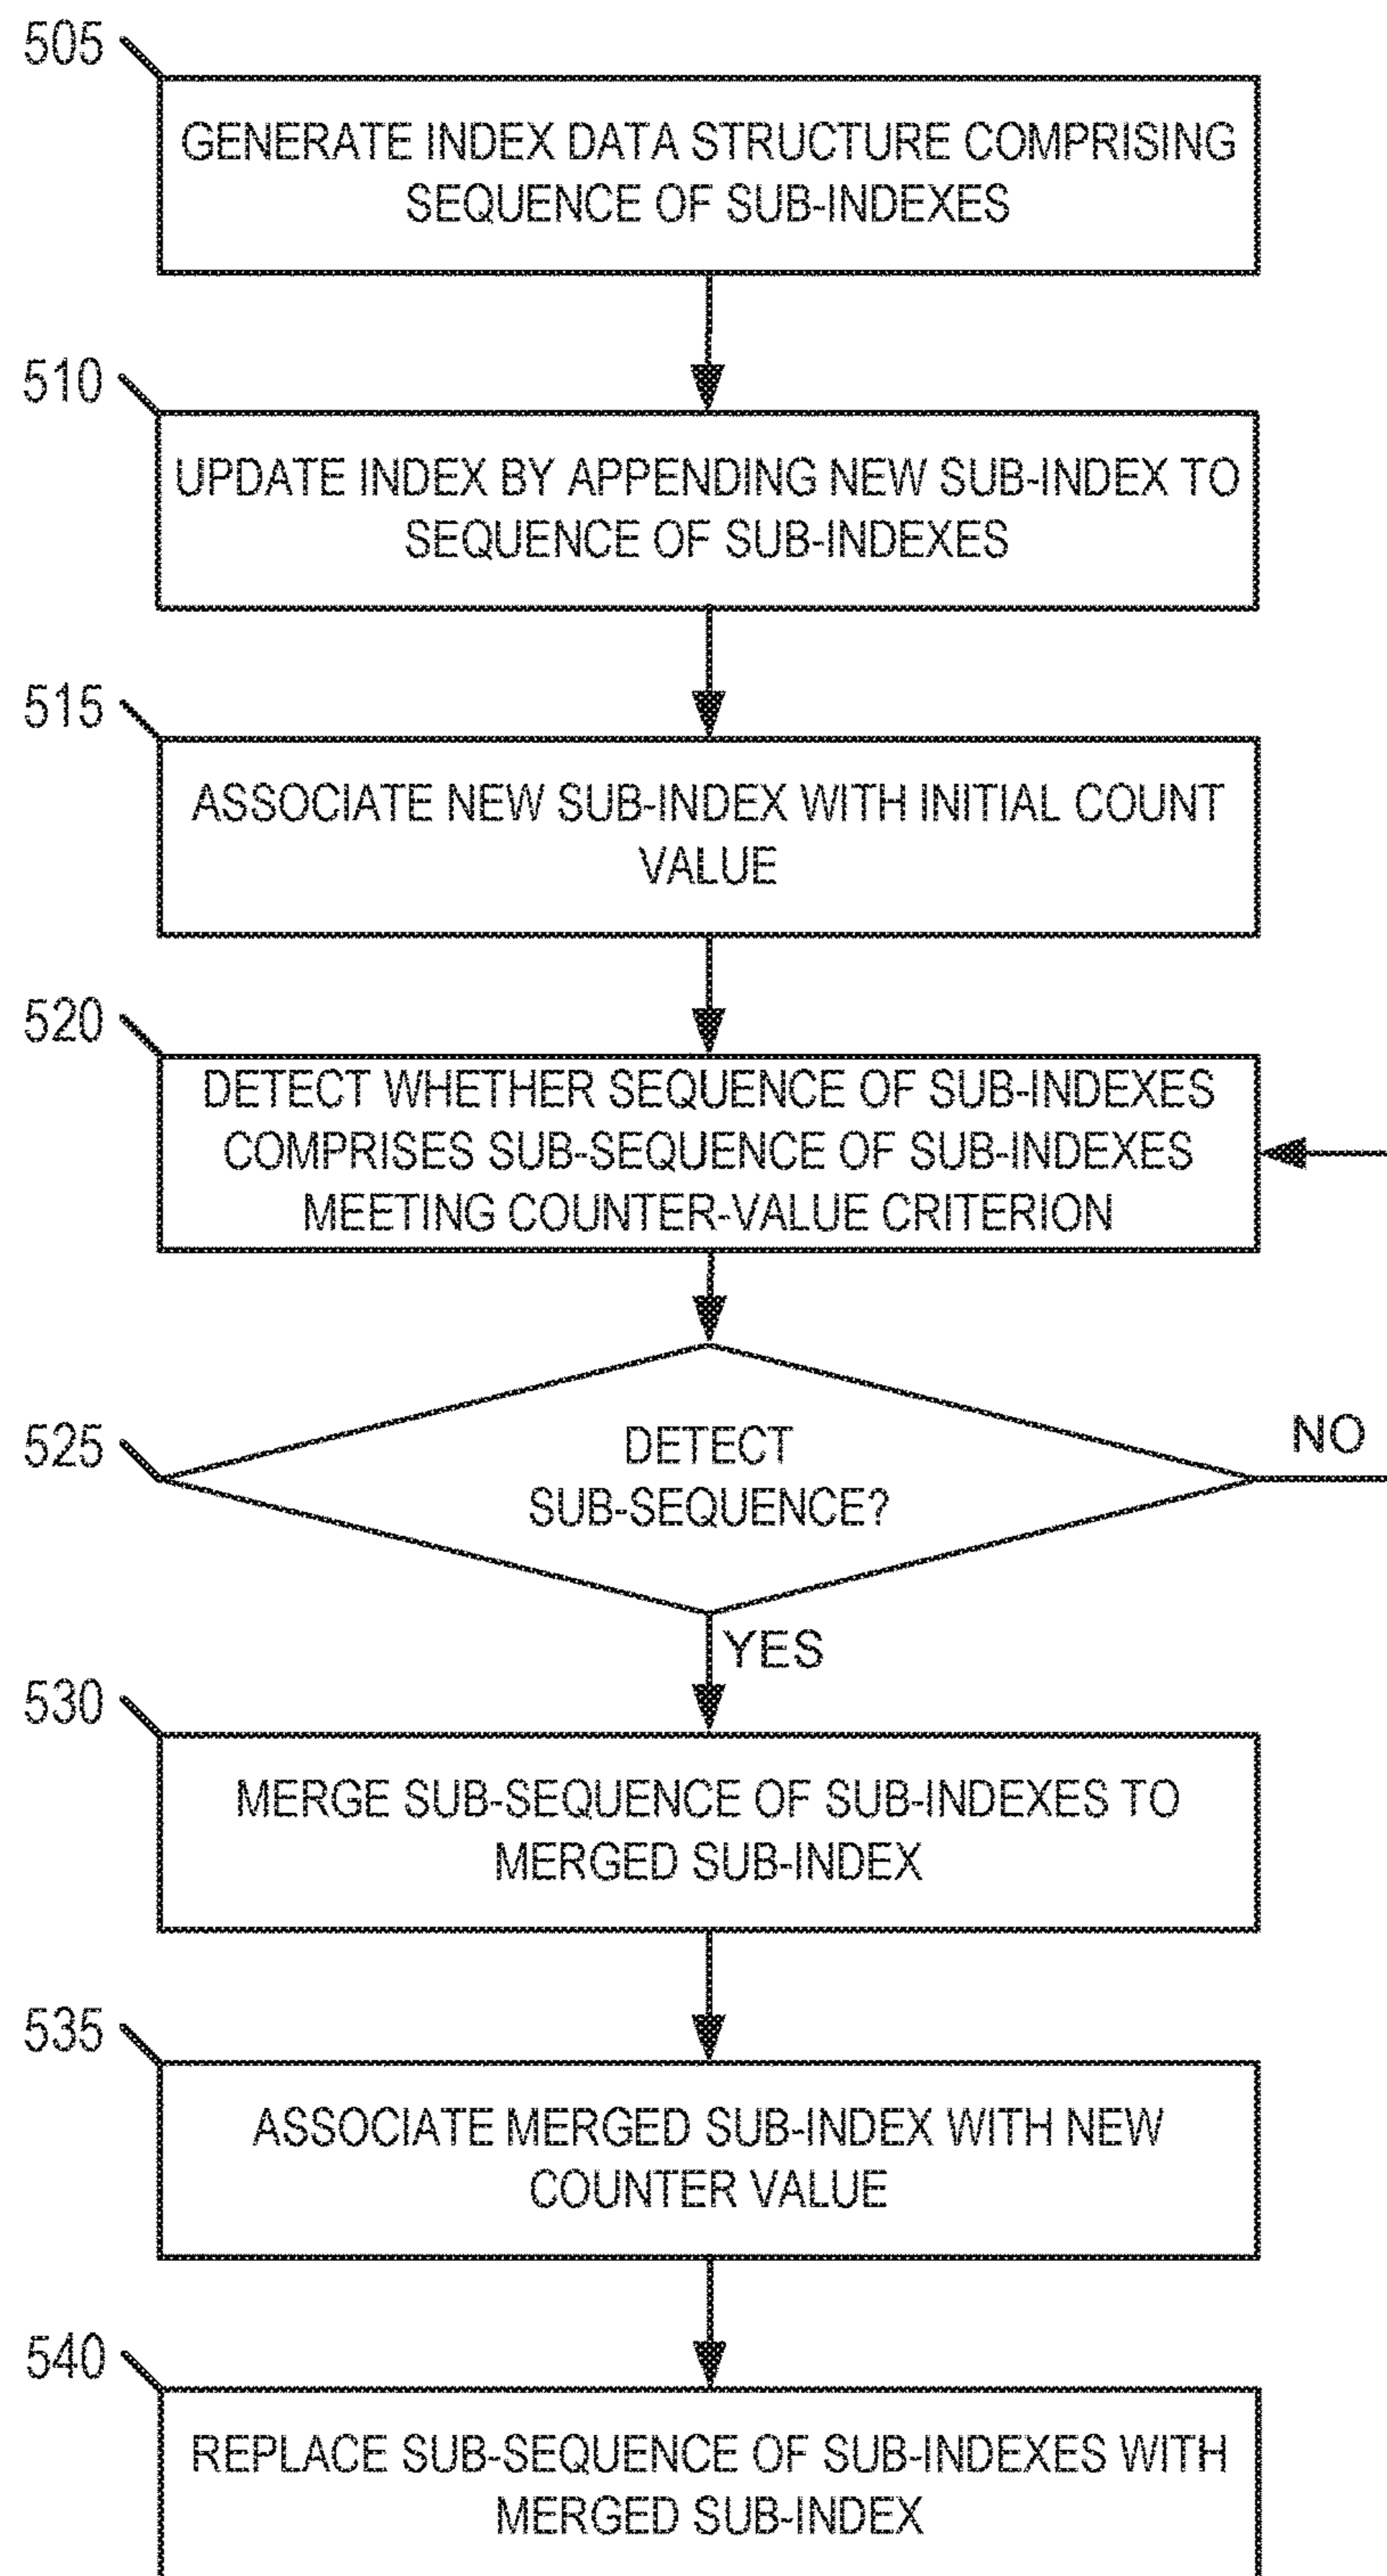 505
GENERATE INDEX DATA STRUCTURE COMPRISING
SEQUENCE OF SUB-INDEXES
510
UPDATE INDEX BY APPENDING NEW SUB-INDEX TO
SEQUENCE OF SUB-INDEXES
515
ASSOCIATE NEW SUB-INDEX WITH INITIAL COUNT
VALUE
520
DETECT WHETHER SEQUENCE OF SUB-INDEXES
COMPRISES SUB-SEQUENCE OF SUB-INDEXES
MEETING COUNTER-VALUE CRITERION
525
DETECT
SUB-SEQUENCE?
NO
YES
530
MERGE SUB-SEQUENCE OF SUB-INDEXES TO
MERGED SUB-INDEX
535
ASSOCIATE MERGED SUB-INDEX WITH NEW
COUNTER VALUE
540
REPLACE SUB-SEQUENCE OF SUB-INDEXES WITH
MERGED SUB-INDEX